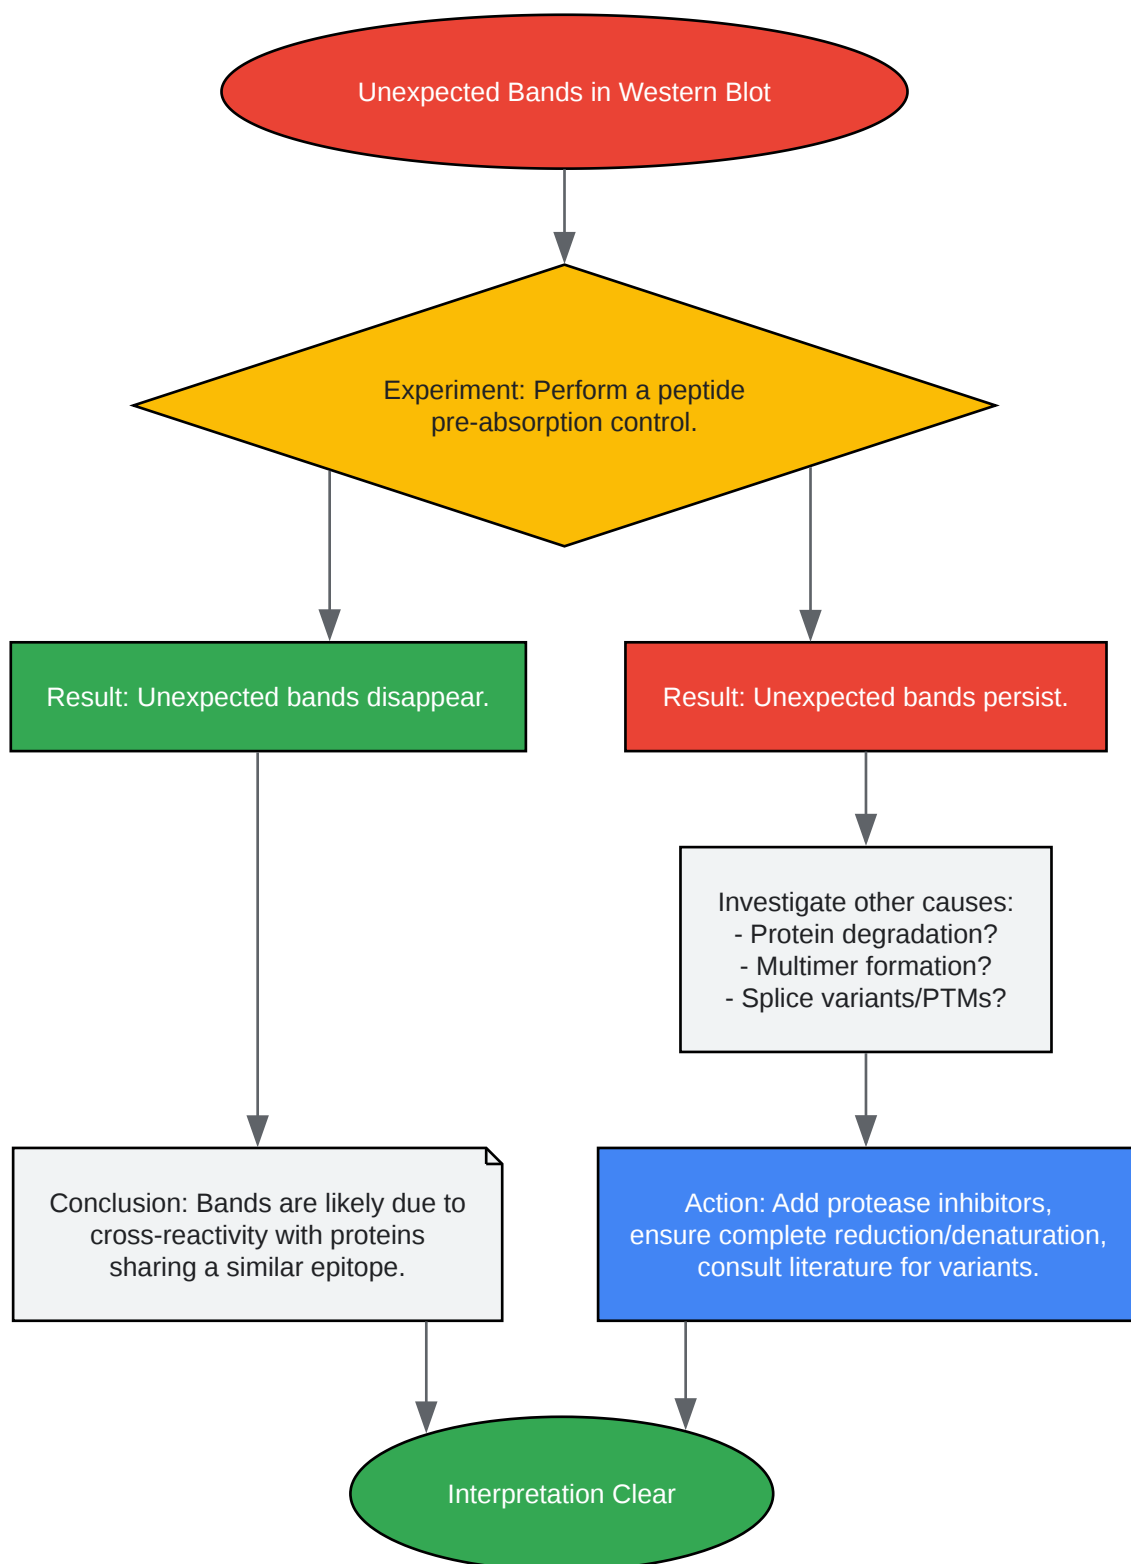 Unexpected Bands in Western Blot
Experiment: Perform a peptide
pre-absorption control.
Result: Unexpected bands disappear.
Result: Unexpected bands persist.
Investigate other causes:
- Protein degradation?
- Multimer formation?
- Splice variants/PTMs?
Conclusion: Bands are likely due to
cross-reactivity with proteins
sharing a similar epitope.
Action: Add protease inhibitors,
ensure complete reduction/denaturation,
consult literature for variants.
Interpretation Clear